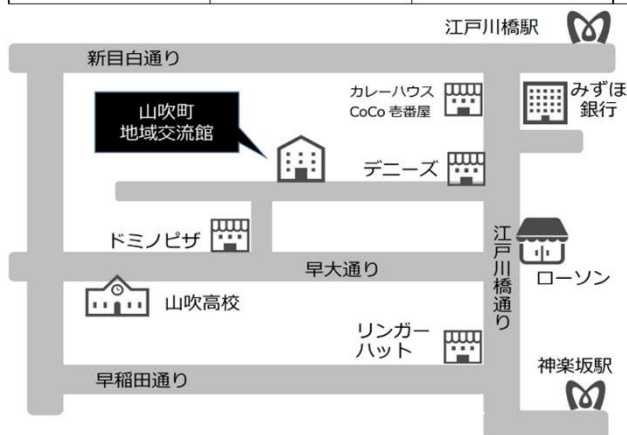 江戸川橋駅
新目白通り
カレーハウス
CoCo 壱番屋
みずほ
銀行
山吹町
地域交流館
デニーズ
ドミノピザ
早大通り
江戸川橋通り
ローソン
山吹高校
リンガー
ハット
早稲田通り
神楽坂駅